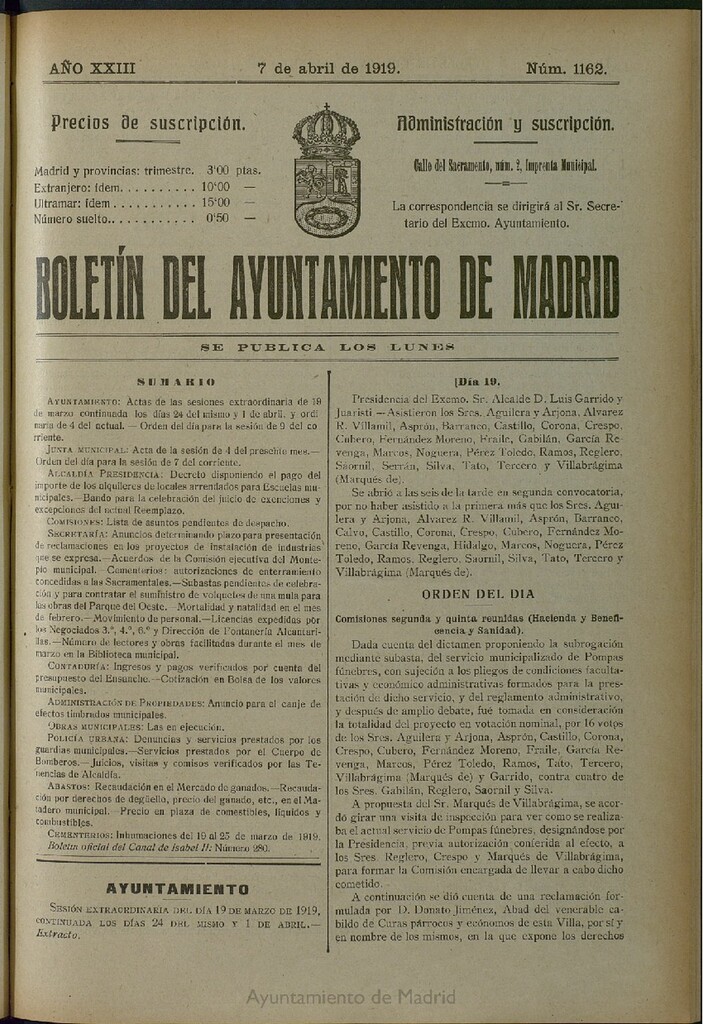 AÑO XXIII
7 de abril de 1919.
Núm. 1162.
Precios de suscripción.
Madrid y provincias: trimestre. 3'00 ptas.
Extranjero: ídem.......... 10'00 —
Ultramar: ídem........... 15'00 —
Número suelto............ 0'50 —
Administración y suscripción.
Calle del Sacramento, núm. 2, Imprenta Municipal.
La correspondencia se dirigirá al Sr. Secre-
tario del Excmo. Ayuntamiento.
BOLETÍN DEL AYUNTAMIENTO DE MADRID
SE PUBLICA LOS LUNES
SUMARIO
AYUNTAMIENTO: Actas de las sesiones extraordinaria de 19
de marzo continuada los días 24 del mismo y 1 de abril, y ordi
naria de 4 del actual. — Orden del día para la sesión de 9 del co
rriente.
JUNTA MUNICIPAL: Acta de la sesión de 4 del presente mes.—
Orden del día para la sesión de 7 del corriente.
ALCALDÍA PRESIDENCIA: Decreto disponiendo el pago del
importe de los alquileres de locales arrendados para Escuelas mu-
nicipales.—Bando para la celebración del juicio de exenciones y
excepciones del actual Reemplazo.
COMISIONES: Lista de asuntos pendientes de despacho.
SECRETARÍA: Anuncios determinando plazo para presentación
de reclamaciones en los proyectos de instalación de industrias
que se expresa.—Acuerdos de la Comisión ejecutiva del Monte-
pío municipal. — Cementerios: autorizaciones de enterramiento
concedidas a las Sacramentales.—Subastas pendientes de celebra-
ción y para contratar el suministro de volquetes de una mula para
las obras del Parque del Oeste. —Mortalidad y natalidad en el mes
de febrero.—Movimiento de personal.—Licencias expedidas por
los Negociados 3.º, 4.º, 6.º y Dirección de Fontanería Alcantari-
llas.—Número de lectores y obras facilitadas durante el mes de
marzo en la Biblioteca municipal.
CONTADURÍA: Ingresos y pagos verificados por cuenta del
presupuesto del Ensanche.—Cotización en Bolsa de los valores
municipales.
ADMINISTRACIÓN DE PROPIEDADES: Anuncio para el canje de
efectos timbrados municipales.
OBRAS MUNICIPALES: Las en ejecución.
POLICÍA URBANA: Denuncias y servicios prestados por los
guardias municipales.—Servicios prestados por el Cuerpo de
Bomberos.—Juicios, visitas y comisos verificados por las Te-
nencias de Alcaldía.
ABASTOS: Recaudación en el Mercado de ganados.—Recauda-
ción por derechos de degüello, precio del ganado, etc., en el Ma-
tadero municipal. —Precio en plaza de comestibles, líquidos y
combustibles.
CEMENTERIOS: Inhumaciones del 19 al 25 de marzo de 1919.
Boletín oficial del Canal de Isabel II: Número 280.
AYUNTAMIENTO
SESIÓN EXTRAORDINARIA DEL DÍA 19 DE MARZO DE 1919,
CONTINUADA LOS DÍAS 24 DEL MISMO Y 1 DE ABRIL.—
Extracto.
Día 19.
Presidencia del Excmo. Sr. Alcalde D. Luis Garrido y
Juaristi —Asistieron los Sres. Aguilera y Arjona, Alvarez
R. Villamil, Asprón, Barranco, Castillo, Corona, Crespo,
Cubero, Fernández Moreno, Fraile, Gabilán, García Re-
venga, Marcos, Noguera, Pérez Toledo, Ramos, Reglero,
Saornil, Serrán, Silva, Tato, Tercero y Villabrágima
(Marqués de).
Se abrió a las seis de la tarde en segunda convocatoria,
por no haber asistido a la primera más que los Sres. Agui-
lera y Arjona, Alvarez R. Villamil, Asprón, Barranco,
Calvo, Castillo, Corona, Crespo, Cubero, Fernández Mo-
reno, García Revenga, Hidalgo, Marcos, Noguera, Pérez
Toledo, Ramos, Reglero, Saornil, Silva, Tato, Tercero y
Villabrágima (Marqués de).
ORDEN DEL DIA
Comisiones segunda y quinta reunidas (Hacienda y Benefi-
cencia y Sanidad).
Dada cuenta del dictamen proponiendo la subrogación
mediante subasta, del servicio municipalizado de Pompas
fúnebres, con sujeción a los pliegos de condiciones faculta-
tivas y económico administrativas formados para la pres-
tación de dicho servicio, y del reglamento administrativo,
y después de amplio debate, fué tomada en consideración
la totalidad del proyecto en votación nominal, por 16 votos
de los Sres. Aguilera y Arjona, Asprón, Castillo, Corona,
Crespo, Cubero, Fernández Moreno, Fraile, García Re-
venga, Marcos, Pérez Toledo, Ramos, Tato, Tercero,
Villabrágima (Marqués de) y Garrido, contra cuatro de
los Sres. Gabilán, Reglero, Saornil y Silva.
A propuesta del Sr. Marqués de Villabrágima, se acor-
dó girar una visita de inspección para ver como se realiza-
ba el actual servicio de Pompas fúnebres, designándose por
la Presidencia, previa autorización conferida al efecto, a
los Sres. Reglero, Crespo y Marqués de Villabrágima,
para formar la Comisión encargada de llevar a cabo dicho
cometido.
A continuación se dió cuenta de una reclamación for-
mulada por D. Donato Jiménez, Abad del venerable ca-
bildo de Curas párrocos y ecónomos de esta Villa, por sí y
en nombre de los mismos, en la que expone los derechos
Ayuntamiento de Madrid